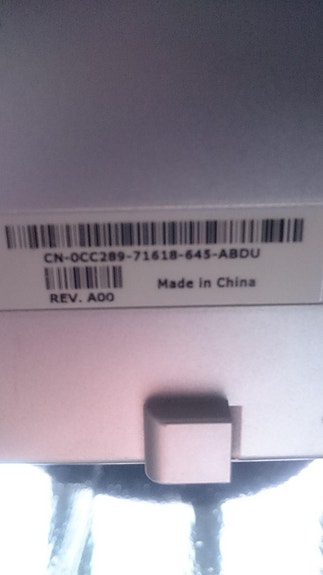 CN-0CC289-71618-645-ABDU
REV. A00 Made in China